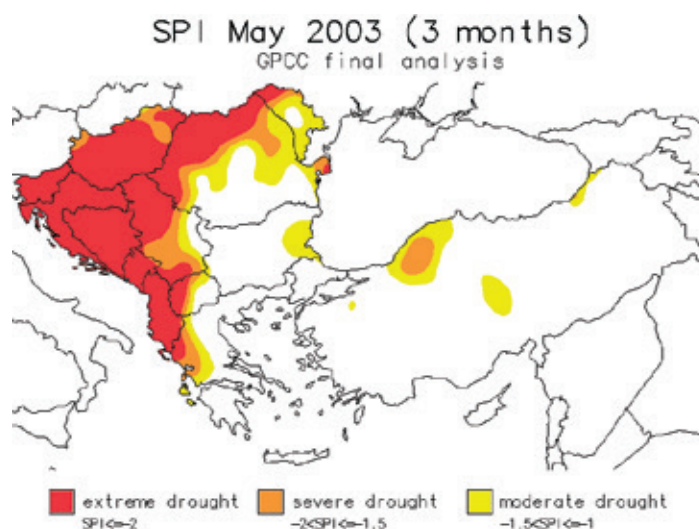 SPI May 2003 (3 months)
GPCC final analysis
extreme drought severe drought moderate drought
SPI<=-2 -2<SPI<=-1.5 -1.5<SPI<=-1